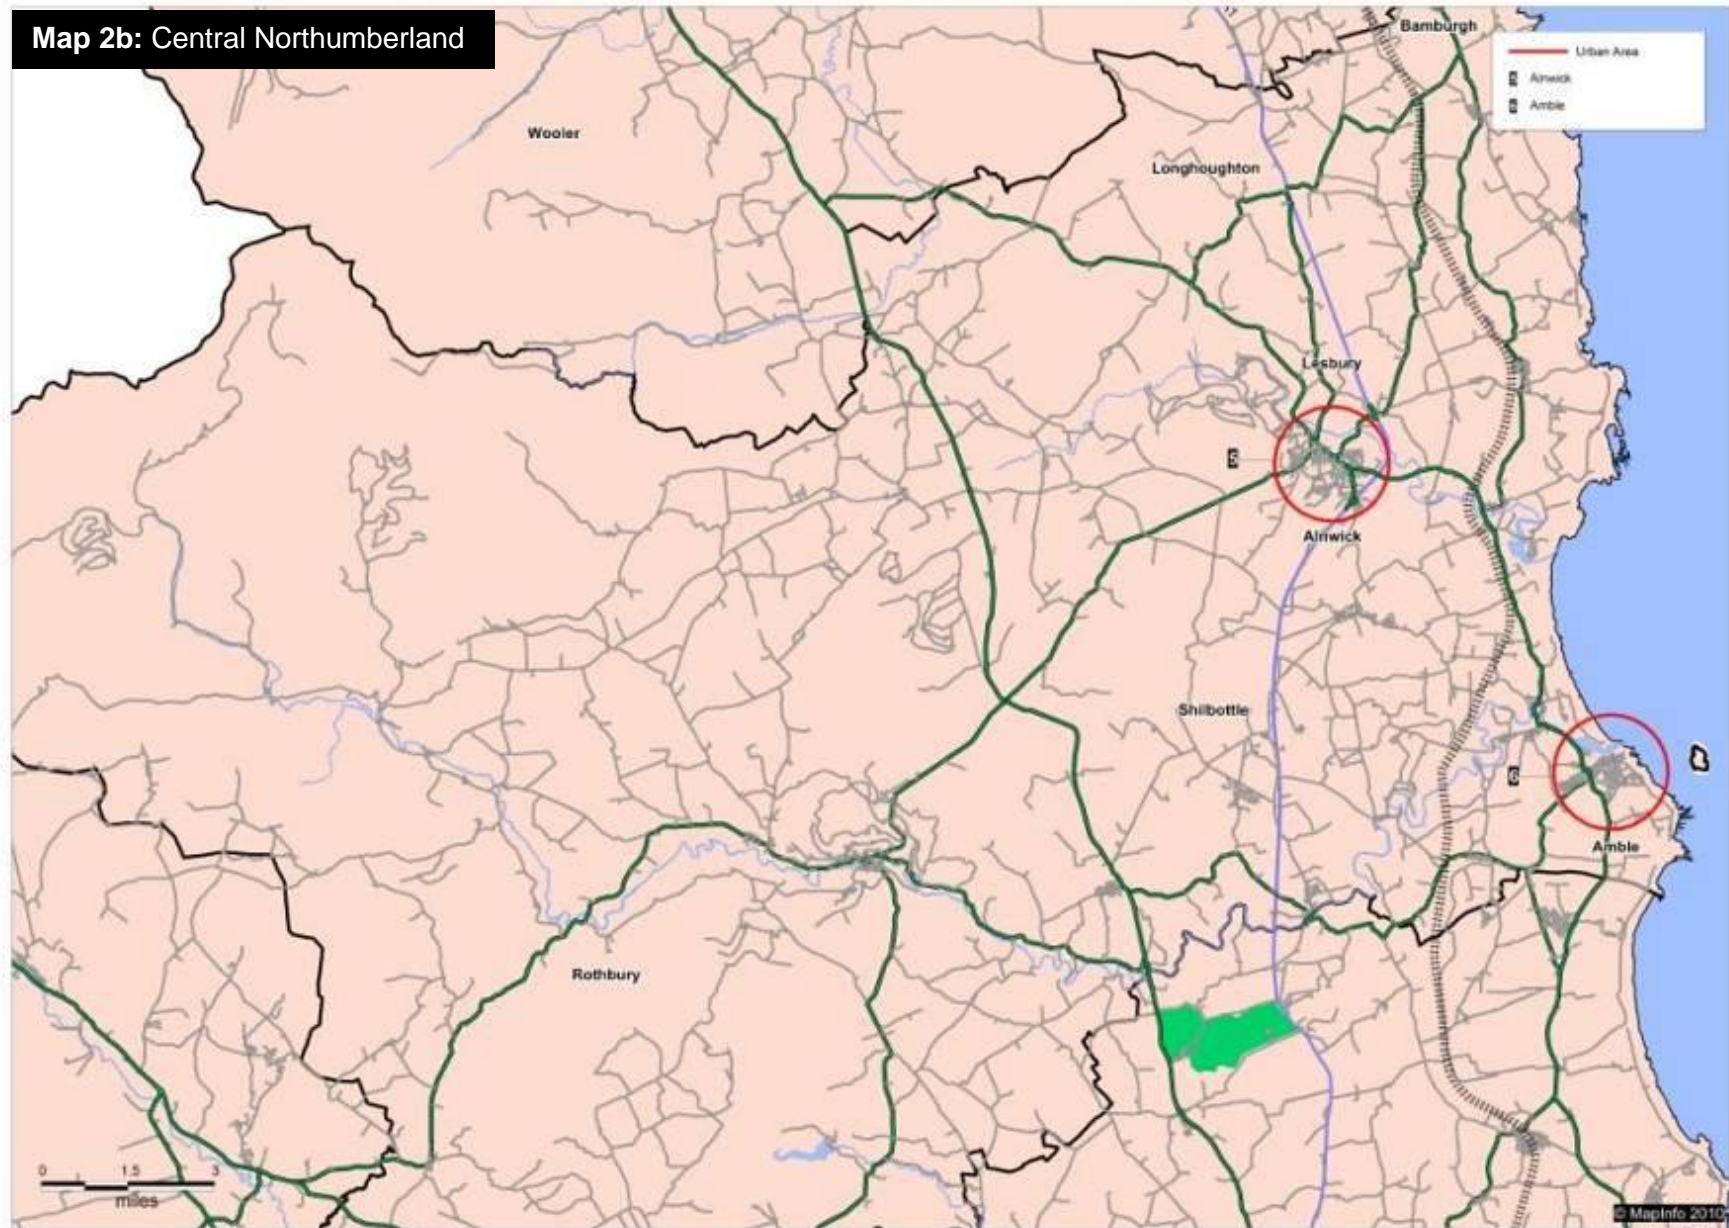 Map 2b: Central Northumberland
Bamburgh
Urban Area
Alnwick
Amble
Wooler
Longhoughton
Lesbury
5
Alnwick
Shilbottle
6
Amble
Rothbury
0 1.5 3
miles
© MapInfo 2010